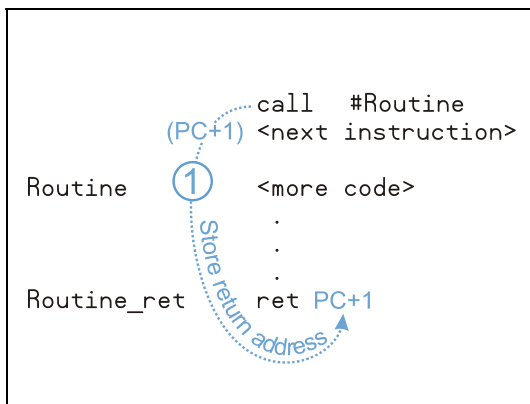 call #Routine
(PC+1) <next instruction>
Routine 1 <more code>
.
.
.
Store return address
Routine_ret ret PC+1